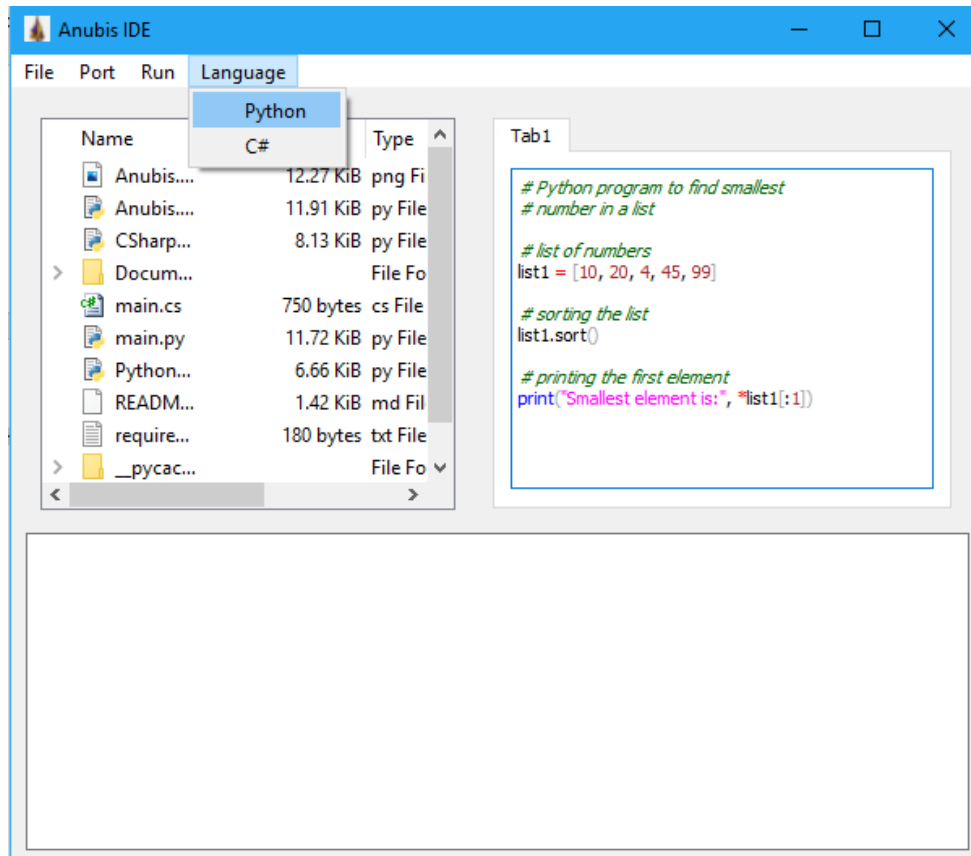 Anubis IDE
File Port Run Language
Python
C#
Name Type
Anubis.... 12.27 KiB png Fi
Anubis.... 11.91 KiB py File
CSharp... 8.13 KiB py File
Docum... File Fo
main.cs 750 bytes cs File
main.py 11.72 KiB py File
Python... 6.66 KiB py File
READM... 1.42 KiB md Fil
require... 180 bytes txt File
__pycac... File Fo
Tab1
# Python program to find smallest
# number in a list
# list of numbers
list1 = [10, 20, 4, 45, 99]
# sorting the list
list1.sort()
# printing the first element
print("Smallest element is:", *list1[:1])